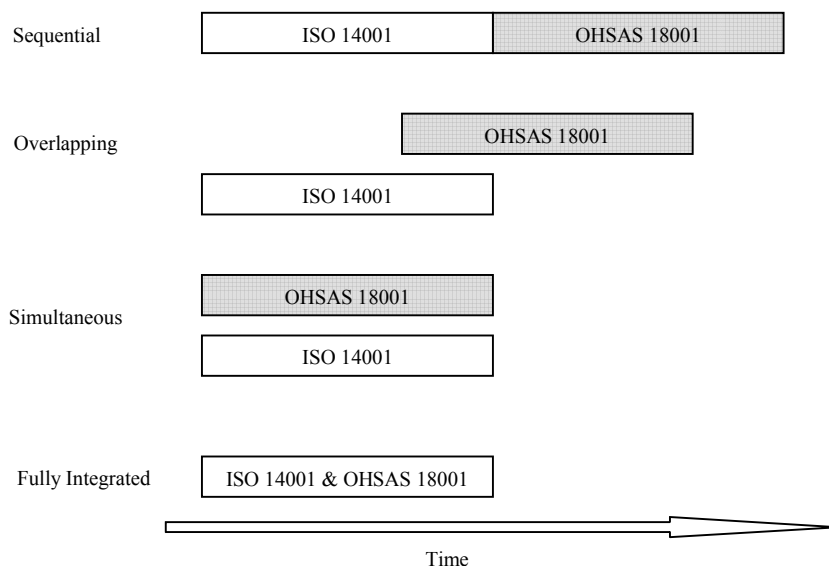 Sequential
ISO 14001
OHSAS 18001
Overlapping
OHSAS 18001
ISO 14001
Simultaneous
OHSAS 18001
ISO 14001
Fully Integrated
ISO 14001 & OHSAS 18001
Time